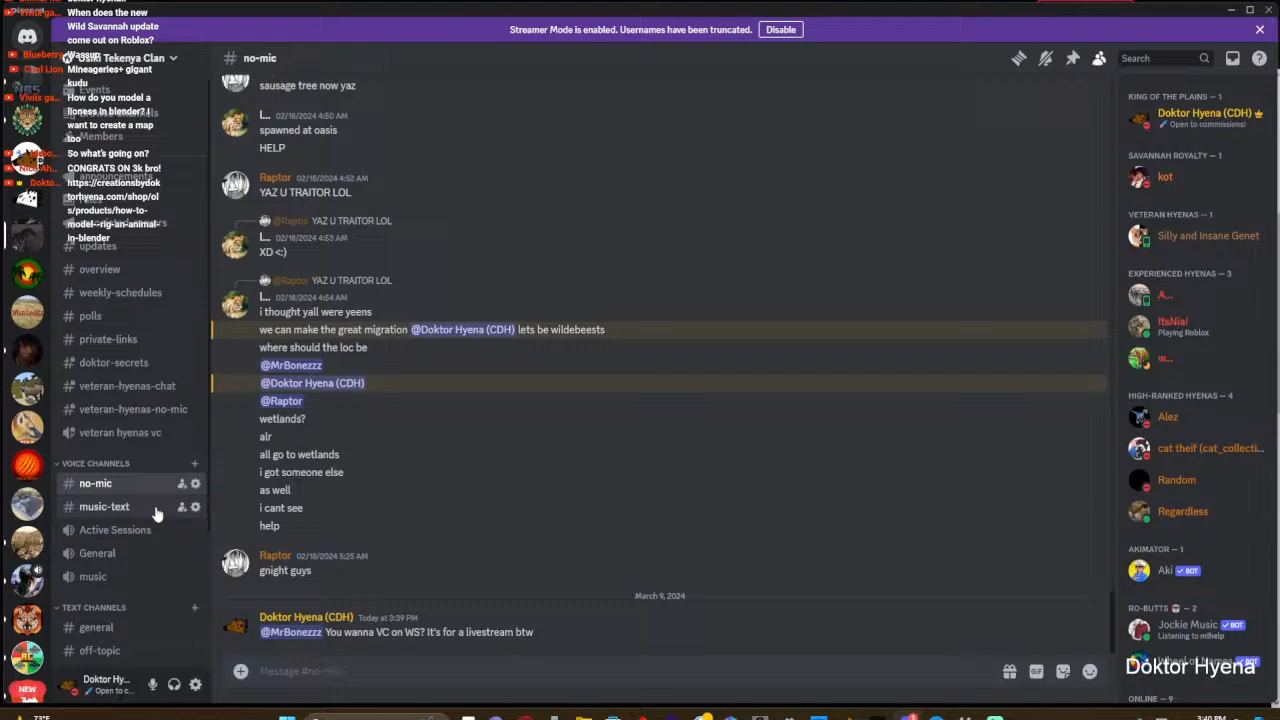 When does the new
Wild Savannah update
come out on Roblox?
Wassup
Mineageries+ gigant
kudu
How do you model a
lioness in blender? I
want to create a map
too
So what's going on?
CONGRATS ON 3k bro!
https://creationsbydok
torhyena.com/shop/ols
/products/how-to-
model--rig-an-animal-
in-blender
Tekenya Clan
Events
Members
announcements
updates
overview
weekly-schedules
polls
private-links
doktor-secrets
veteran-hyenas-chat
veteran-hyenas-no-mic
veteran hyenas vc
VOICE CHANNELS
no-mic
music-text
Active Sessions
General
music
TEXT CHANNELS
general
off-topic
Doktor Hy...
Open to c...
NEW
73°F
Streamer Mode is enabled. Usernames have been truncated. Disable
# no-mic
Search
sausage tree now yaz
L... 02/18/2024 4:50 AM
spawned at oasis
HELP
Raptor 02/18/2024 4:52 AM
YAZ U TRAITOR LOL
@Raptor YAZ U TRAITOR LOL
L... 02/18/2024 4:53 AM
XD <:)
@Raptor YAZ U TRAITOR LOL
L... 02/18/2024 4:54 AM
i thought yall were yeens
we can make the great migration @Doktor Hyena (CDH) lets be wildebeests
where should the loc be
@MrBonezzz
@Doktor Hyena (CDH)
@Raptor
wetlands?
alr
all go to wetlands
i got someone else
as well
i cant see
help
Raptor 02/18/2024 5:25 AM
gnight guys
March 9, 2024
Doktor Hyena (CDH) Today at 3:39 PM
@MrBonezzz You wanna VC on WS? It's for a livestream btw
Message #no-mic
GIF
KING OF THE PLAINS — 1
Doktor Hyena (CDH)
Open to commissions!
SAVANNAH ROYALTY — 1
kot
VETERAN HYENAS — 1
Silly and Insane Genet
EXPERIENCED HYENAS — 3
A...
ItsNia!
Playing Roblox
w...
HIGH-RANKED HYENAS — 4
Alez
cat theif (cat_collecti...
Random
Regardless
AKIMATOR — 1
Aki BOT
RO-BUTTS — 2
Jockie Music BOT
Listening to mlhelp
Doktor Hyena
ONLINE — 9
3:40 PM